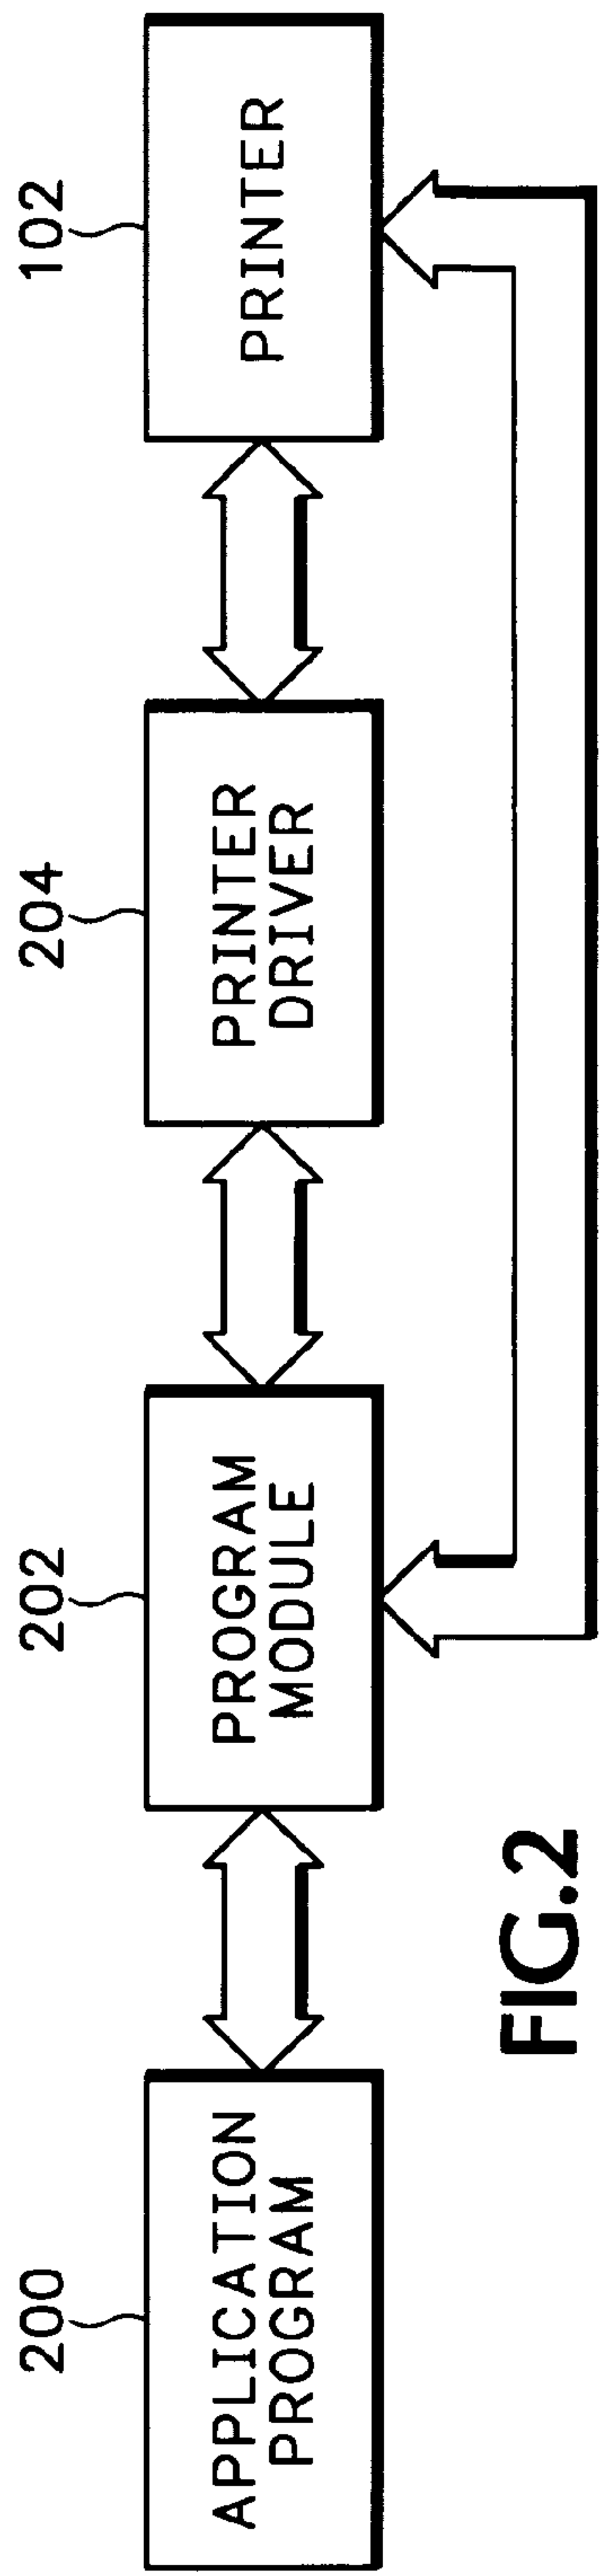 200
APPLICATION
PROGRAM
202
PROGRAM
MODULE
204
PRINTER
DRIVER
102
PRINTER
FIG.2